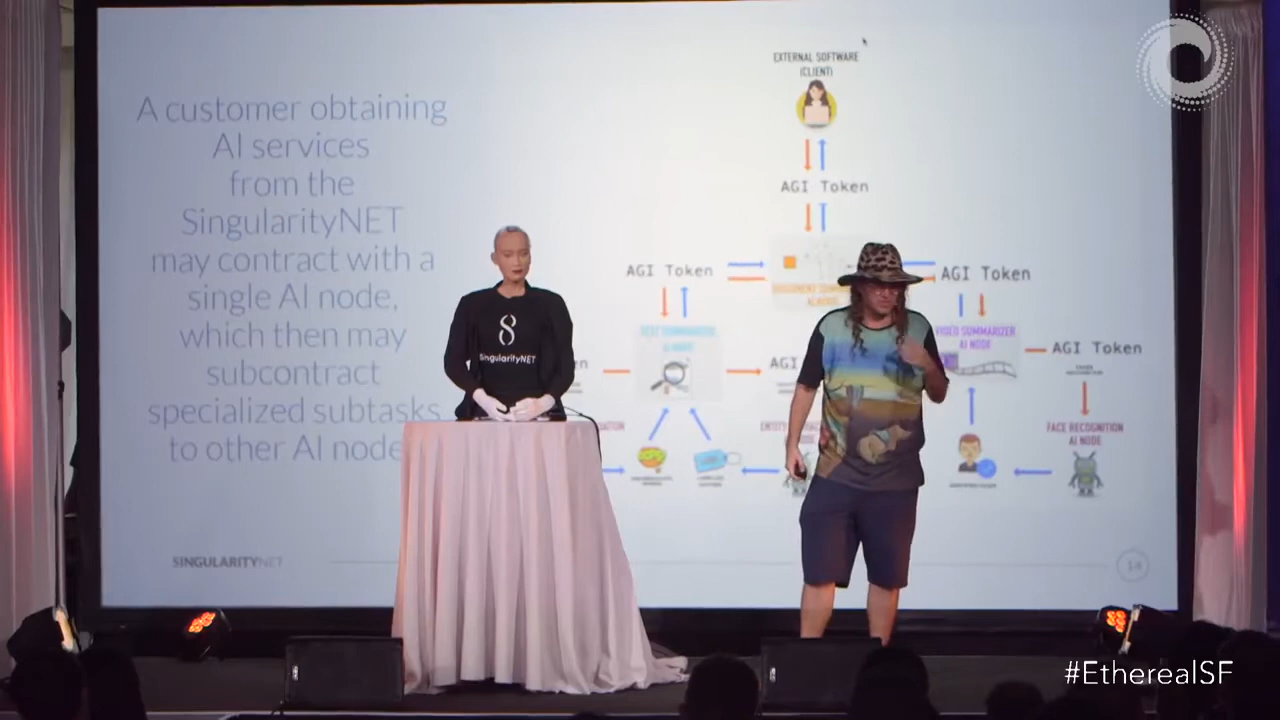 A customer obtaining
AI services
from the
SingularityNET
may contract with a
single AI node,
which then may
subcontract
specialized subtasks
to other AI node
EXTERNAL SOFTWARE
(CLIENT)
AGI Token
AGI Token
AGI Token
VIDEO SUMMARIZER
AI NODE
AGI Token
AGI
FACE RECOGNITION
AI NODE
SingularityNET
SINGULARITYNET
14
#EtherealSF